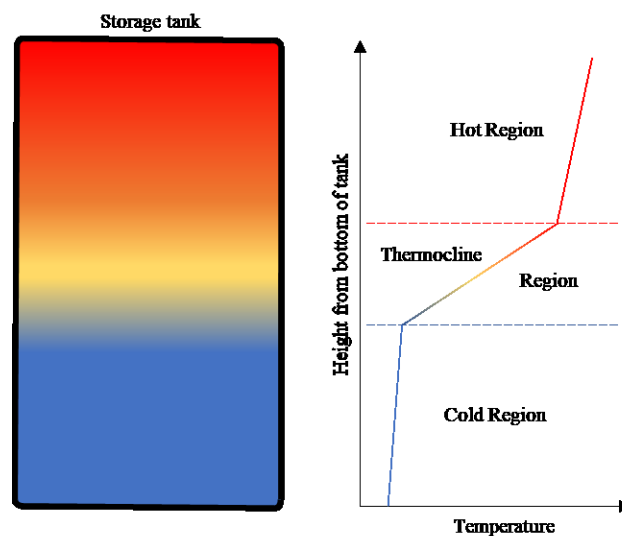 Storage tank
Height from bottom of tank
Hot Region
Thermocline
Region
Cold Region
Temperature